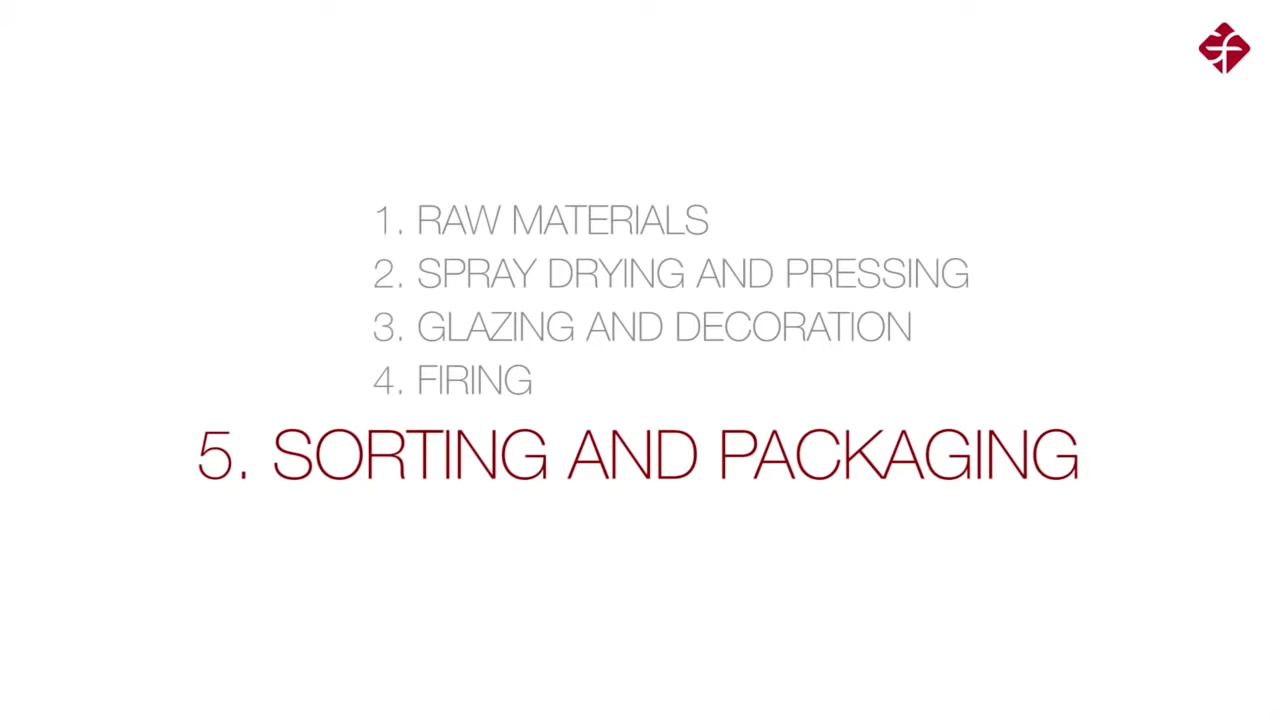 1. RAW MATERIALS
2. SPRAY DRYING AND PRESSING
3. GLAZING AND DECORATION
4. FIRING
5. SORTING AND PACKAGING